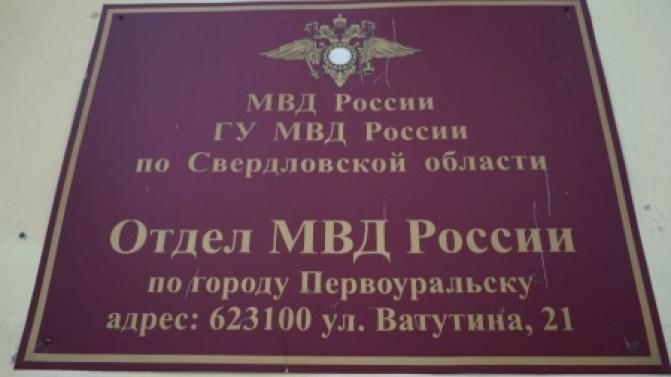 МВД России
ГУ МВД России
по Свердловской области
Отдел МВД России
по городу Первоуральску
адрес: 623100 ул. Ватутина, 21